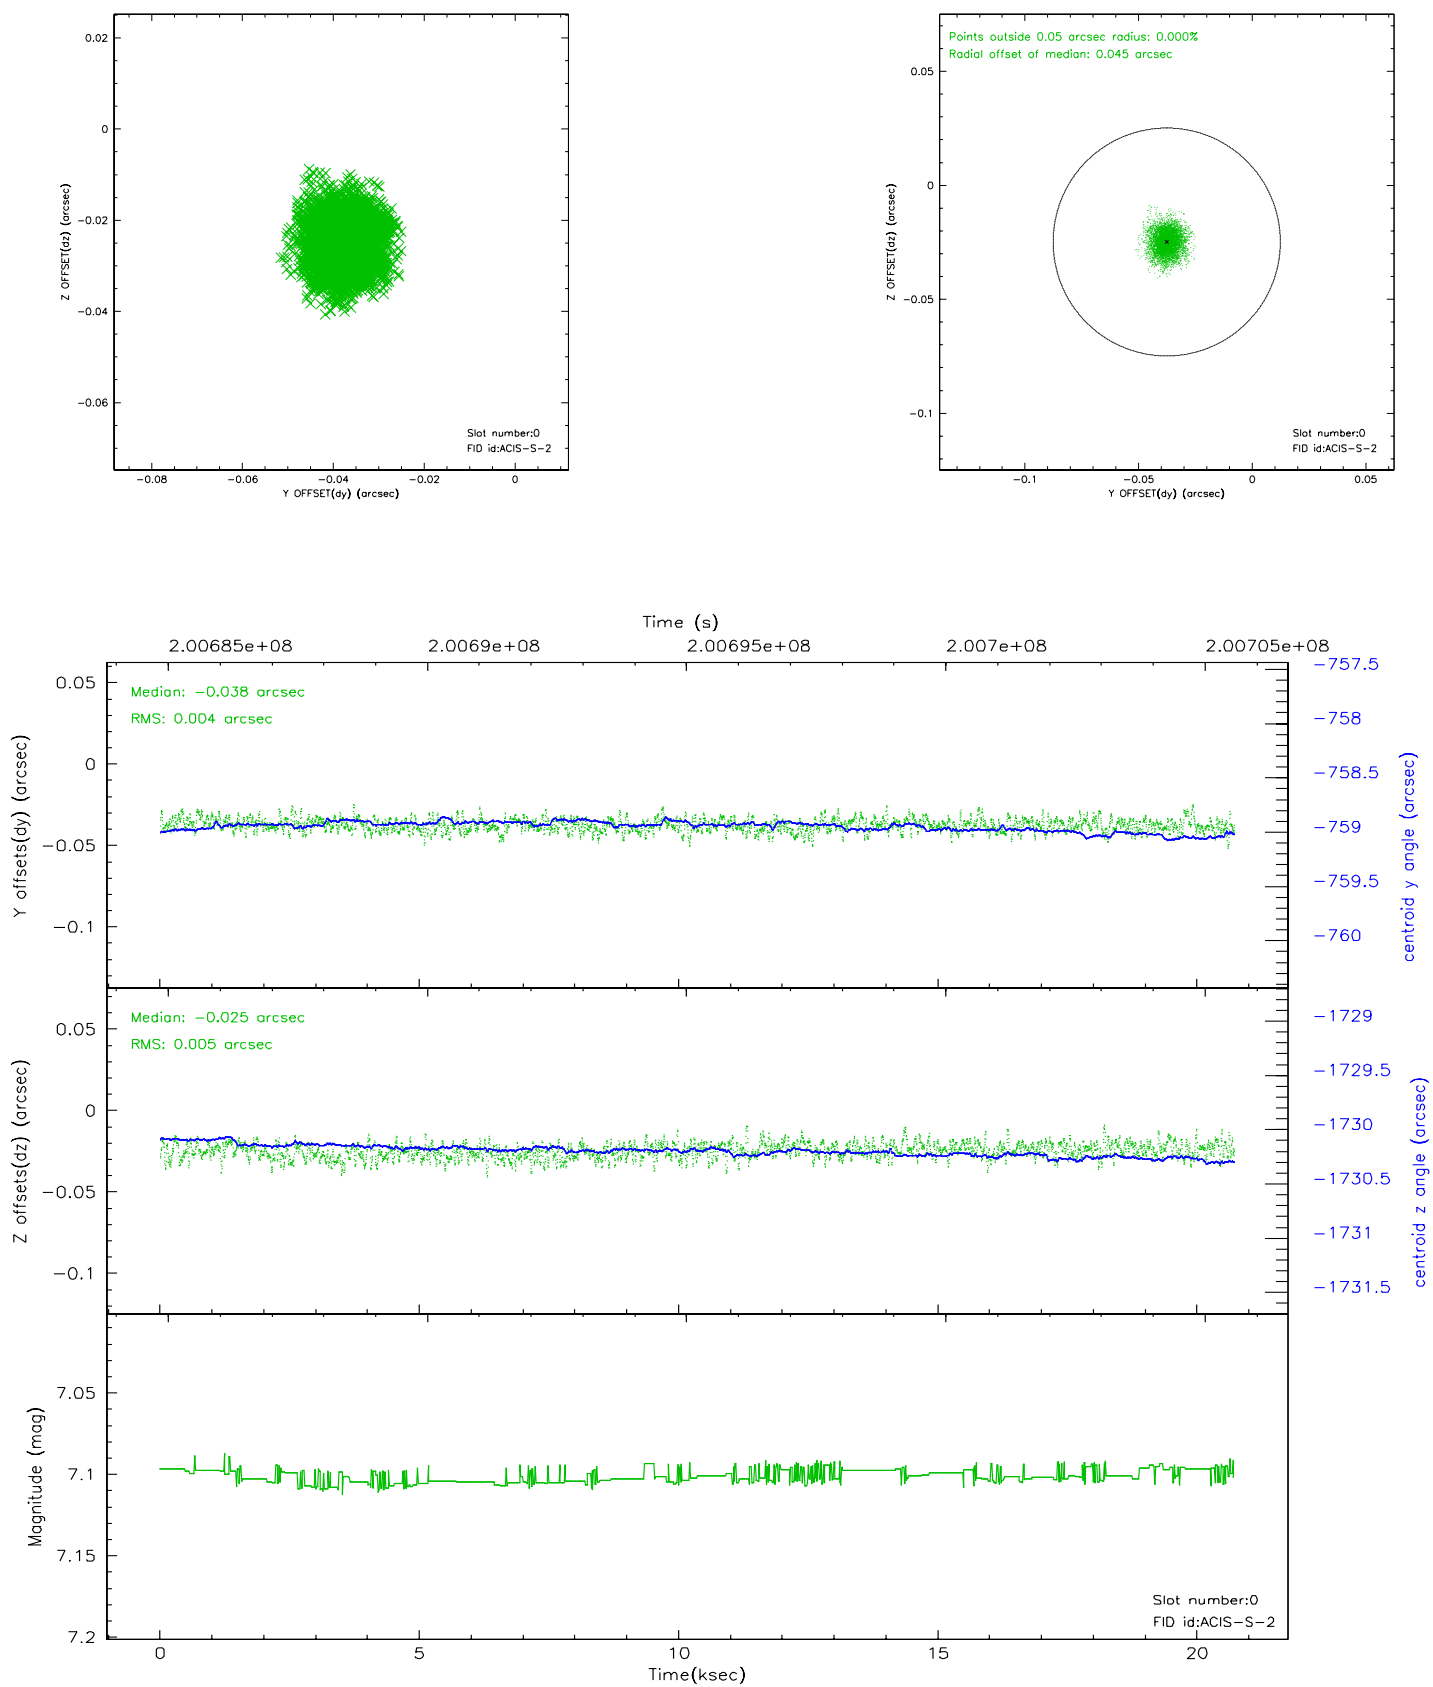 0.02
0
−0.02
−0.04
−0.06
Z OFFSET(dz) (arcsec)
Slot number:0
FID id:ACIS−S−2
−0.08 −0.06 −0.04 −0.02 0
Y OFFSET(dy) (arcsec)
Points outside 0.05 arcsec radius: 0.000%
Radial offset of median: 0.045 arcsec
0.05
0
−0.05
−0.1
Z OFFSET(dz) (arcsec)
Slot number:0
FID id:ACIS−S−2
−0.1 −0.05 0 0.05
Y OFFSET(dy) (arcsec)
Time (s)
2.00685e+08 2.0069e+08 2.00695e+08 2.007e+08 2.00705e+08
Median: −0.038 arcsec
RMS: 0.004 arcsec
0.05
0
−0.05
−0.1
Y offsets(dy) (arcsec)
−757.5
−758
−758.5
−759
−759.5
−760
centroid y angle (arcsec)
Median: −0.025 arcsec
RMS: 0.005 arcsec
0.05
0
−0.05
−0.1
Z offsets(dz) (arcsec)
−1729
−1729.5
−1730
−1730.5
−1731
−1731.5
centroid z angle (arcsec)
7.05
7.1
7.15
7.2
Magnitude (mag)
Slot number:0
FID id:ACIS−S−2
0 5 10 15 20
Time(ksec)